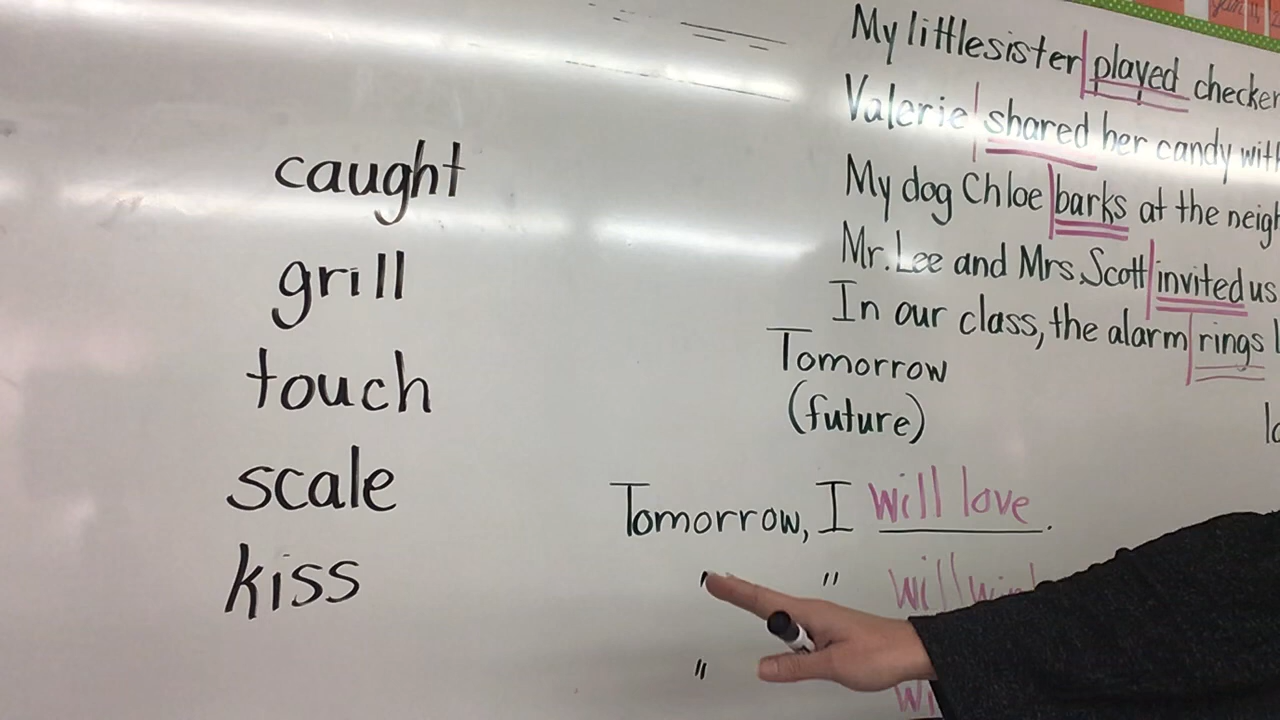 caught
grill
touch
scale
kiss
My little sister played checker
Valerie shared her candy with
My dog Chloe barks at the neigh
Mr. Lee and Mrs. Scott invited us
In our class, the alarm rings
Tomorrow
(future)
Tomorrow, I will love.
" " will
"